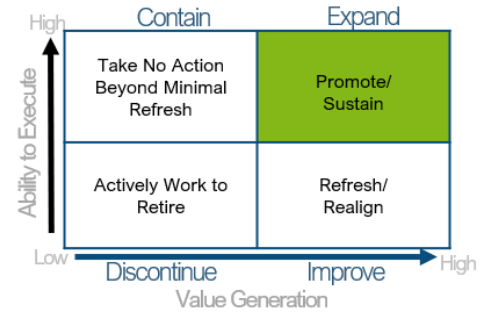 Contain
Expand
High
Take No Action
Beyond Minimal
Refresh
Promote/
Sustain
Ability to Execute
Actively Work to
Retire
Refresh/
Realign
Low
High
Discontinue
Improve
Value Generation